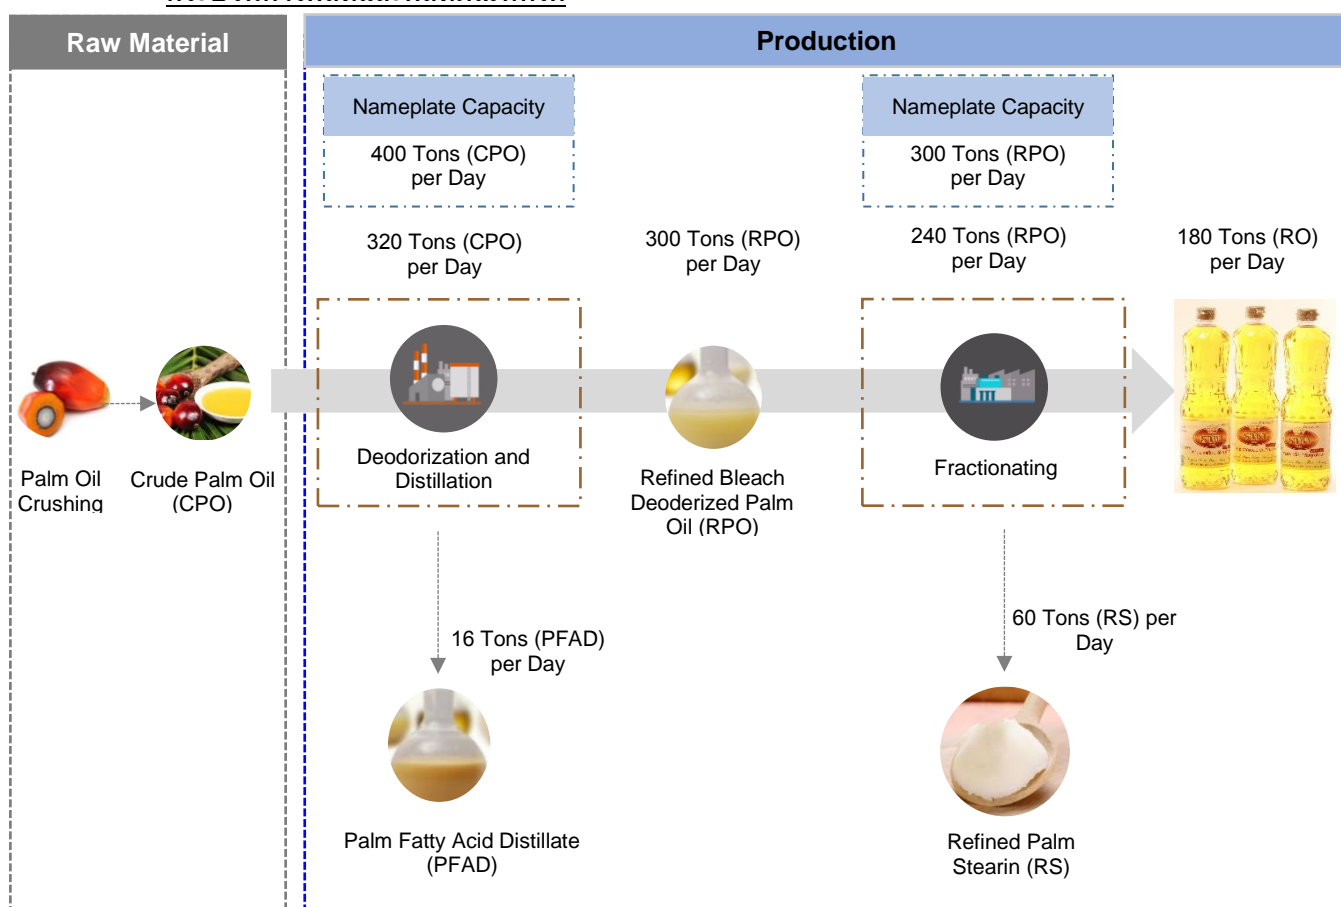 Raw Material
Production
Nameplate Capacity
400 Tons (CPO)
per Day
Nameplate Capacity
300 Tons (RPO)
per Day
320 Tons (CPO)
per Day
300 Tons (RPO)
per Day
240 Tons (RPO)
per Day
180 Tons (RO)
per Day
Palm Oil
Crushing
Crude Palm Oil
(CPO)
Deodorization and
Distillation
Refined Bleach
Deoderized Palm
Oil (RPO)
Fractionating
16 Tons (PFAD)
per Day
60 Tons (RS) per
Day
Palm Fatty Acid Distillate
(PFAD)
Refined Palm
Stearin (RS)